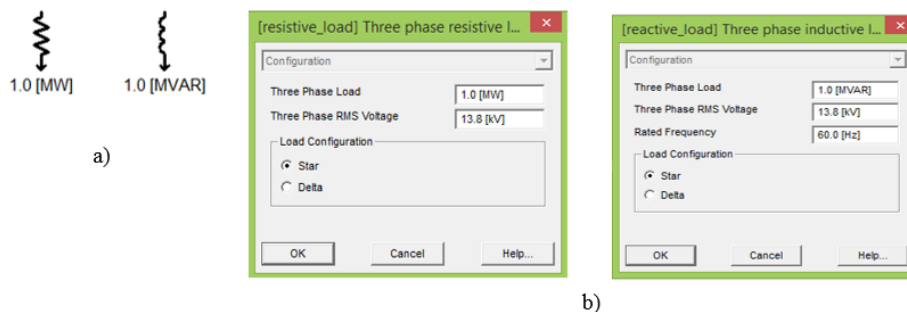 1.0 [MW] 1.0 [MVAR]
a)
[resistive_load] Three phase resistive l... ×
Configuration
Three Phase Load 1.0 [MW]
Three Phase RMS Voltage 13.8 [kV]
Load Configuration
Star
Delta
OK Cancel Help...
[reactive_load] Three phase inductive l... ×
Configuration
Three Phase Load 1.0 [MVAR]
Three Phase RMS Voltage 13.8 [kV]
Rated Frequency 60.0 [Hz]
Load Configuration
Star
Delta
OK Cancel Help...
b)